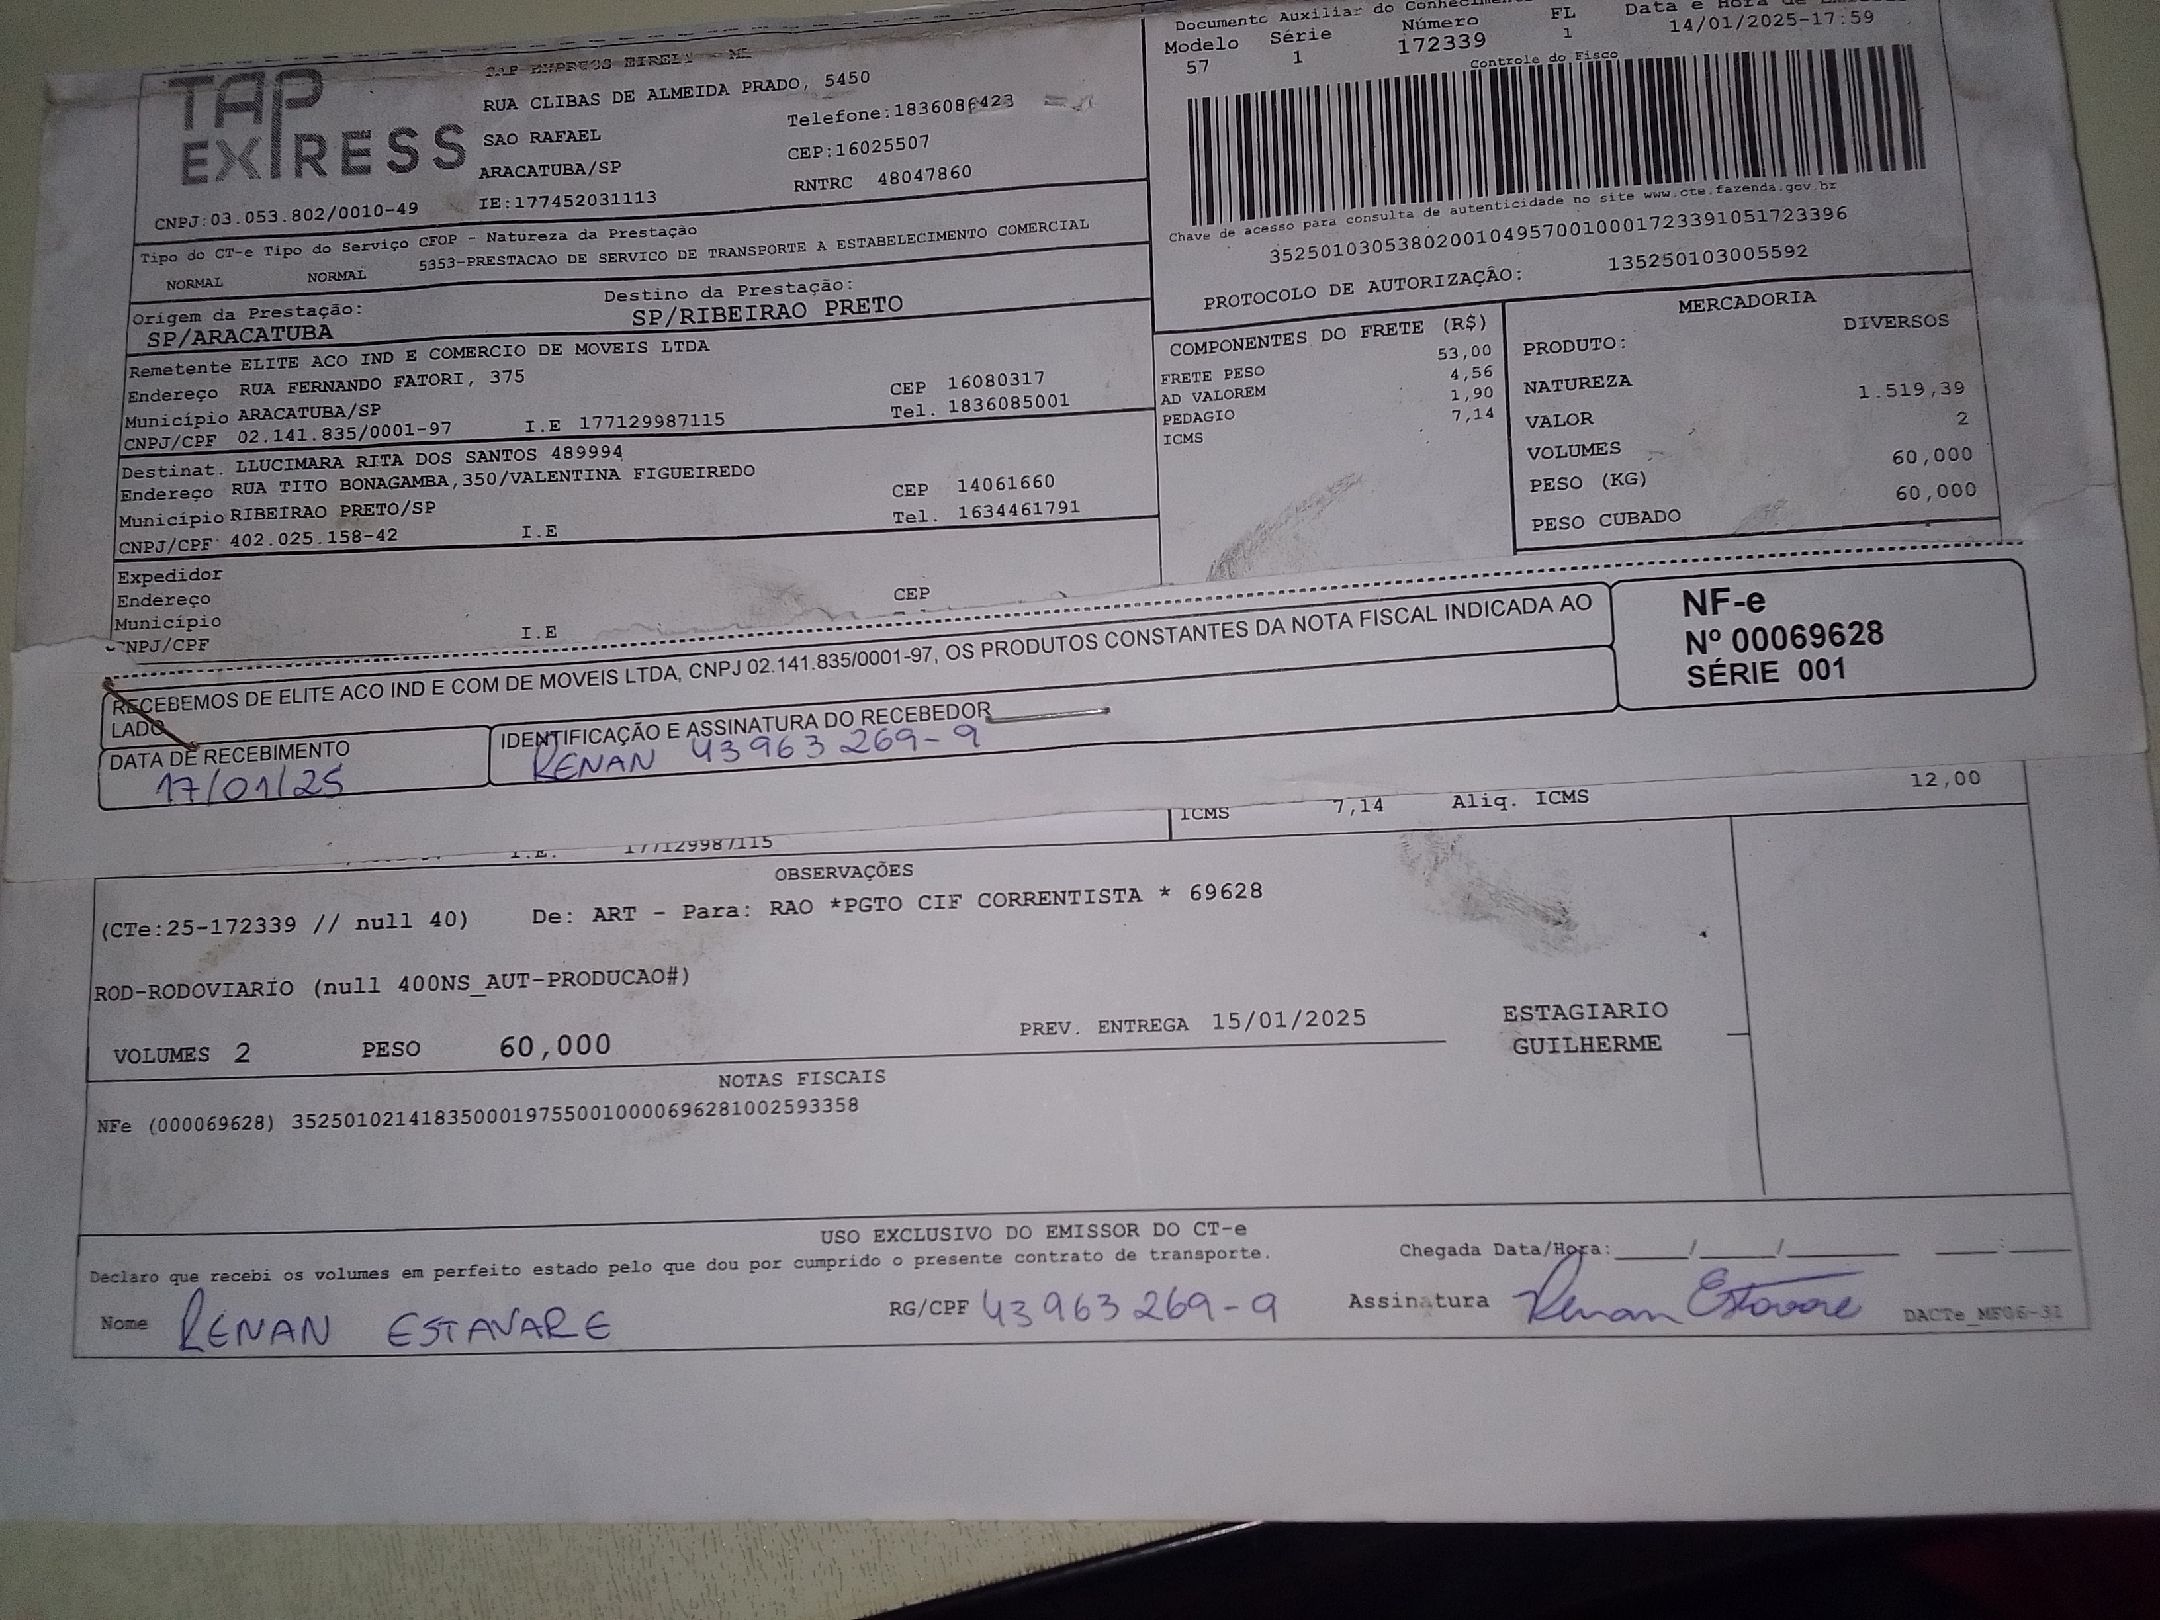 TAP
EXPRESS
TAP EXPRESS EIRELI - ME
RUA CLIBAS DE ALMEIDA PRADO, 5450
SAO RAFAEL
Telefone:1836086423
ARACATUBA/SP
CEP:16025507
CNPJ:03.053.802/0010-49
IE:177452031113
RNTRC 48047860
Documento Auxiliar do
Modelo Série Número FL Data e Hora de
57 1 172339 1 14/01/2025-17:59
Controle do Fisco
Chave de acesso para consulta de autenticidade no site www.cte.fazenda.gov.br
35250103053802001049570010001723391051723396
PROTOCOLO DE AUTORIZAÇÃO: 135250103005592
Tipo do CT-e Tipo do Serviço CFOP - Natureza da Prestação
NORMAL NORMAL 5353-PRESTACAO DE SERVICO DE TRANSPORTE A ESTABELECIMENTO COMERCIAL
Origem da Prestação: Destino da Prestação:
SP/ARACATUBA SP/RIBEIRAO PRETO
Remetente ELITE ACO IND E COMERCIO DE MOVEIS LTDA
Endereço RUA FERNANDO FATORI, 375 CEP 16080317
Município ARACATUBA/SP Tel. 1836085001
CNPJ/CPF 02.141.835/0001-97 I.E 177129987115
Destinat. LLUCIMARA RITA DOS SANTOS 489994
Endereço RUA TITO BONAGAMBA,350/VALENTINA FIGUEIREDO CEP 14061660
Município RIBEIRAO PRETO/SP Tel. 1634461791
CNPJ/CPF 402.025.158-42 I.E
Expedidor
Endereço CEP
Município
CNPJ/CPF I.E
COMPONENTES DO FRETE (R$)
FRETE PESO 53,00
AD VALOREM 4,56
PEDAGIO 1,90
ICMS 7,14
MERCADORIA
PRODUTO: DIVERSOS
NATUREZA
VALOR 1.519,39
VOLUMES 2
PESO (KG) 60,000
PESO CUBADO 60,000
RECEBEMOS DE ELITE ACO IND E COM DE MOVEIS LTDA, CNPJ 02.141.835/0001-97, OS PRODUTOS CONSTANTES DA NOTA FISCAL INDICADA AO
LADO
NF-e
Nº 00069628
SÉRIE 001
DATA DE RECEBIMENTO
17/01/25
IDENTIFICAÇÃO E ASSINATURA DO RECEBEDOR
RENAN 43963269-9
I.E. 177129987115
ICMS 7,14 Aliq. ICMS 12,00
OBSERVAÇÕES
(CTe:25-172339 // null 40) De: ART - Para: RAO *PGTO CIF CORRENTISTA * 69628
ROD-RODOVIARIO (null 400NS_AUT-PRODUCAO#)
VOLUMES 2 PESO 60,000 PREV. ENTREGA 15/01/2025
ESTAGIARIO
GUILHERME
NOTAS FISCAIS
NFe (000069628) 35250102141835000197550010000696281002593358
USO EXCLUSIVO DO EMISSOR DO CT-e
Declaro que recebi os volumes em perfeito estado pelo que dou por cumprido o presente contrato de transporte.
Chegada Data/Hora:_____/_____/_______ ____:____
Nome RENAN ESTAVARE RG/CPF 43963269-9 Assinatura Renan Estavare
DACTe_MF06-31